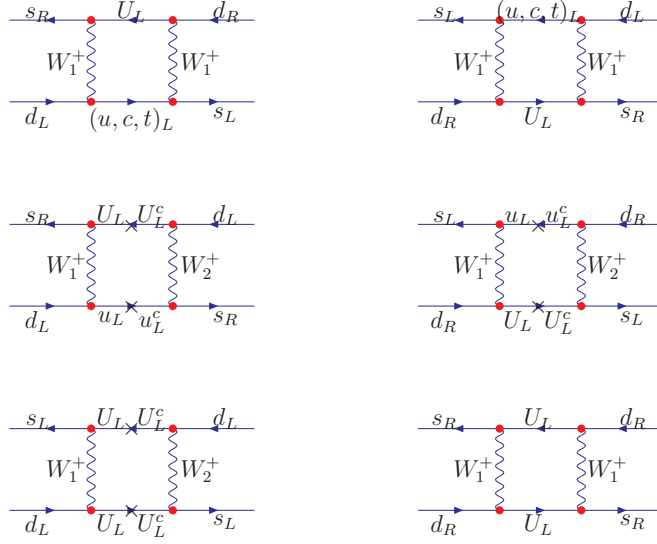 s_R U_L d_R
W_1^+ W_1^+
d_L (u, c, t)_L s_L
s_L (u, c, t)_L d_L
W_1^+ W_1^+
d_R U_L s_R
s_R U_L U_L^c d_L
W_1^+ W_2^+
d_L u_L u_L^c s_R
s_L u_L u_L^c d_R
W_1^+ W_2^+
d_R U_L U_L^c s_L
s_L U_L U_L^c d_L
W_1^+ W_2^+
d_L U_L U_L^c s_L
s_R U_L d_R
W_1^+ W_1^+
d_R U_L s_R